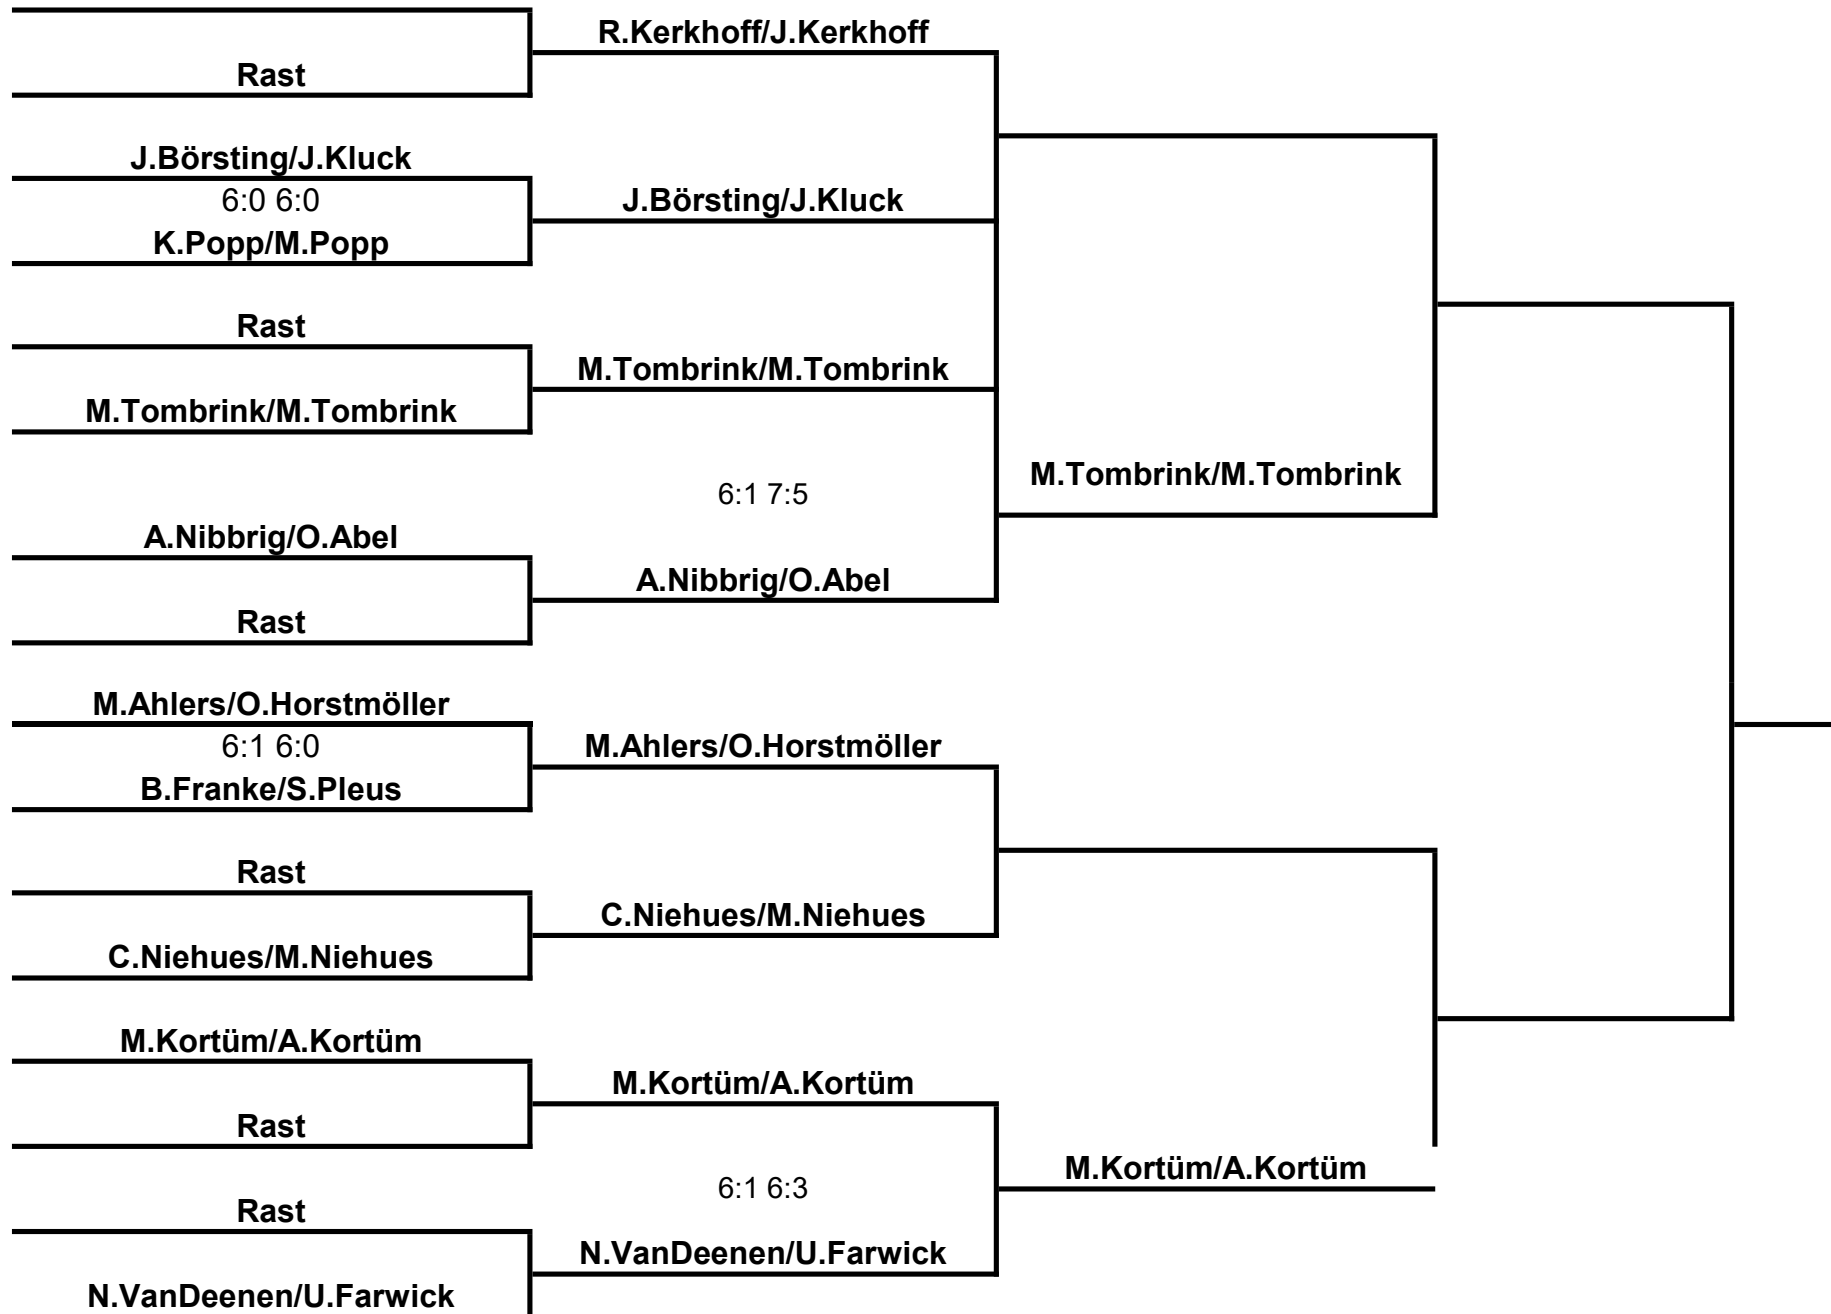 R.Kerkhoff/J.Kerkhoff
Rast
J.Börsting/J.Kluck
6:0 6:0
J.Börsting/J.Kluck
K.Popp/M.Popp
Rast
M.Tombrink/M.Tombrink
M.Tombrink/M.Tombrink
M.Tombrink/M.Tombrink
6:1 7:5
A.Nibbrig/O.Abel
A.Nibbrig/O.Abel
Rast
M.Ahlers/O.Horstmöller
6:1 6:0
M.Ahlers/O.Horstmöller
B.Franke/S.Pleus
Rast
C.Niehues/M.Niehues
C.Niehues/M.Niehues
M.Kortüm/A.Kortüm
M.Kortüm/A.Kortüm
Rast
M.Kortüm/A.Kortüm
6:1 6:3
Rast
N.VanDeenen/U.Farwick
N.VanDeenen/U.Farwick